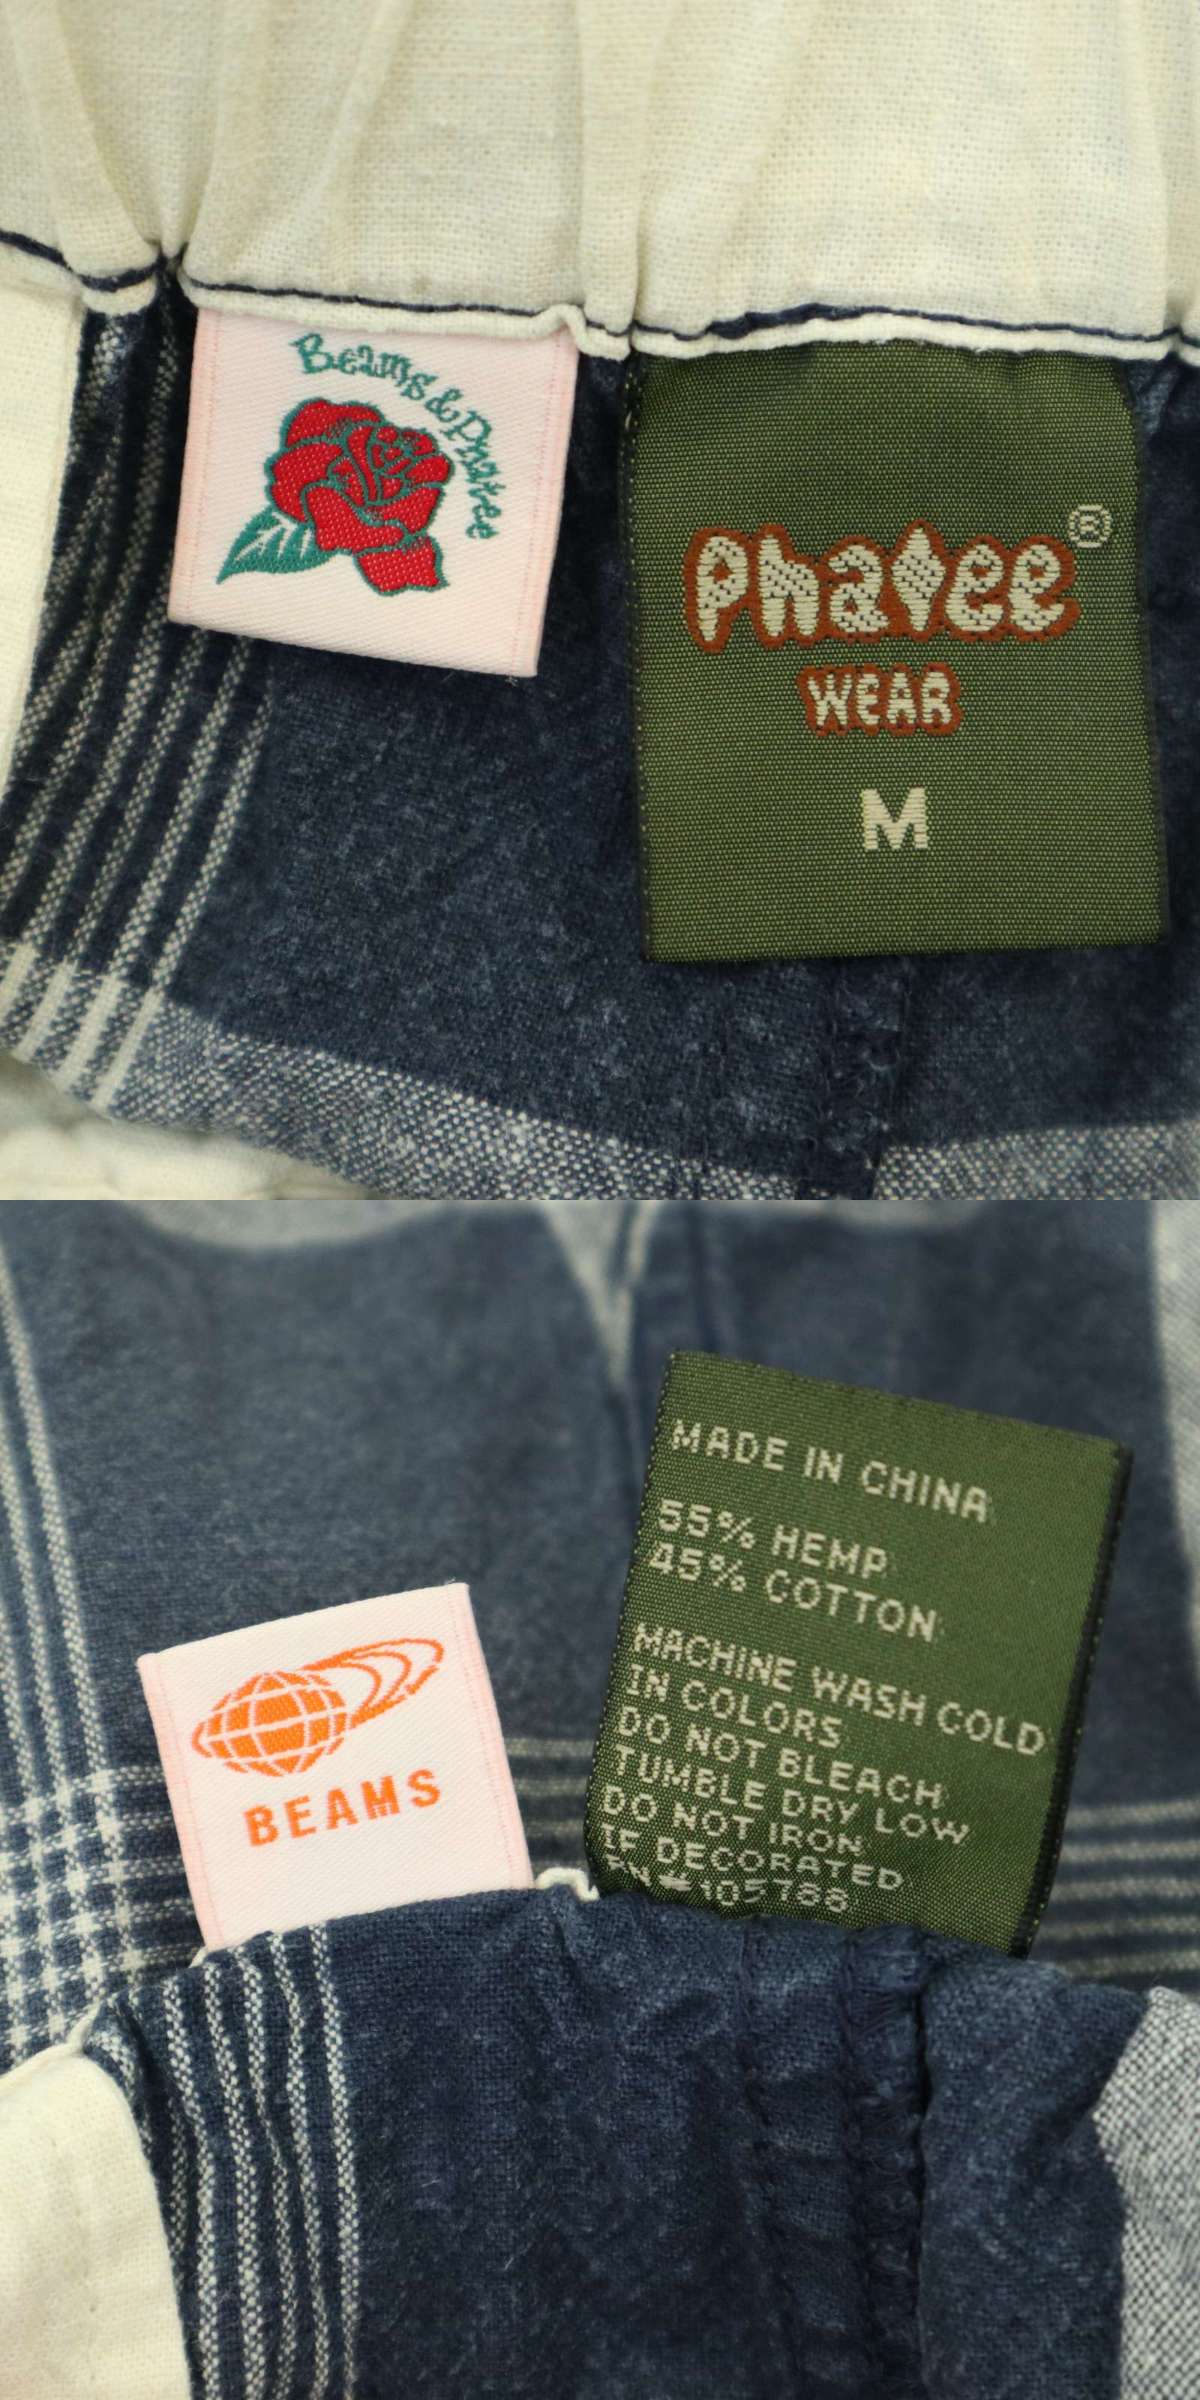 Beams & Phatee
Phatee®
WEAR
M
MADE IN CHINA
55% HEMP
45% COTTON
MACHINE WASH COLD
IN COLORS
DO NOT BLEACH
TUMBLE DRY LOW
DO NOT IRON
IF DECORATED
105788
BEAMS